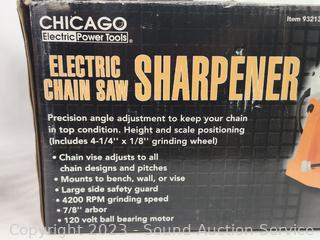 CHICAGO
Electric Power Tools®
Item 93213
ELECTRIC
CHAIN SAW
SHARPENER
Precision angle adjustment to keep your chain
in top condition. Height and scale positioning
(Includes 4-1/4" x 1/8" grinding wheel)
• Chain vise adjusts to all
chain designs and pitches
• Mounts to bench, wall, or vise
• Large side safety guard
• 4200 RPM grinding speed
• 7/8" arbor
• 120 volt ball bearing motor
Copyright 2023 - Sound Auction Service